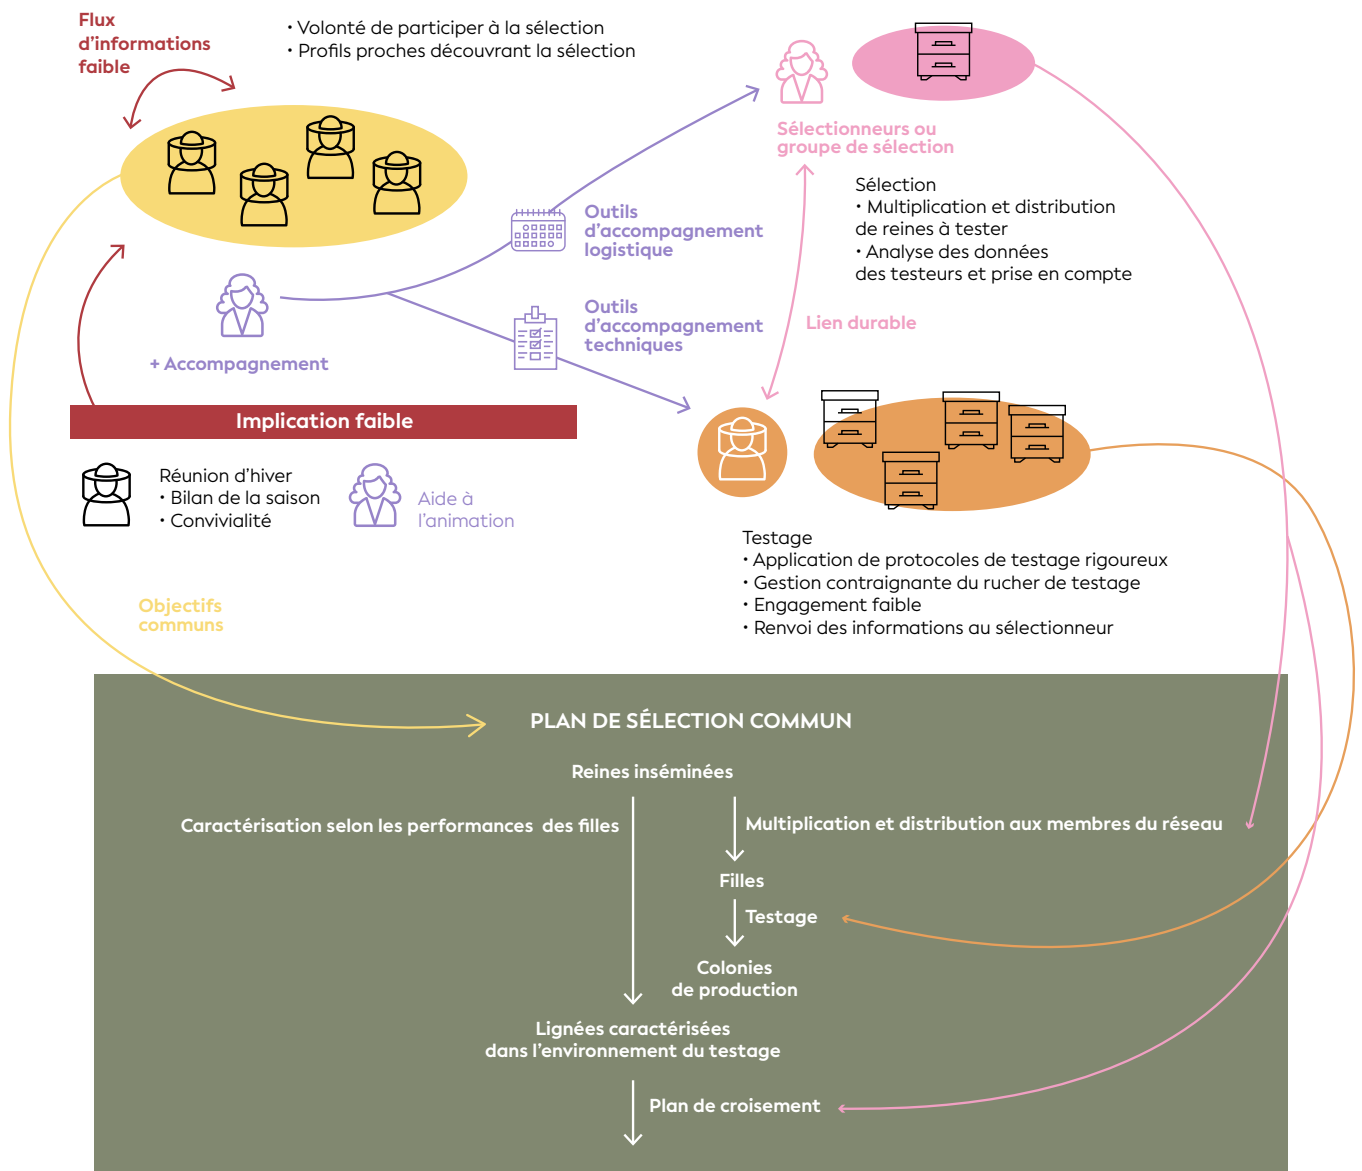 Flux
d'informations
faible
• Volonté de participer à la sélection
• Profils proches découvrant la sélection
Sélectionneurs ou
groupe de sélection
Sélection
• Multiplication et distribution
de reines à tester
• Analyse des données
des testeurs et prise en compte
Outils
d'accompagnement
logistique
Outils
d'accompagnement
techniques
Lien durable
+ Accompagnement
Implication faible
Réunion d'hiver
• Bilan de la saison
• Convivialité
Aide à
l'animation
Testage
• Application de protocoles de testage rigoureux
• Gestion contraignante du rucher de testage
• Engagement faible
• Renvoi des informations au sélectionneur
Objectifs
communs
PLAN DE SÉLECTION COMMUN
Reines inséminées
Caractérisation selon les performances des filles
Multiplication et distribution aux membres du réseau
Filles
Testage
Colonies
de production
Lignées caractérisées
dans l'environnement du testage
Plan de croisement